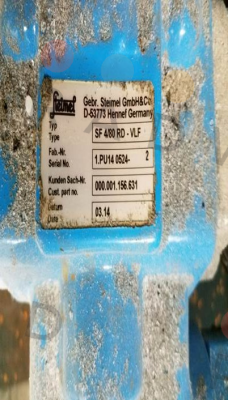 Steimel
Gebr. Steimel GmbH&Co
D-53773 Hennef Germany
Typ
Type
SF 4/80 RD - VLF
Fab.-Nr.
Serial No.
1.PU14 0524- 2
Kunden Sach-Nr.
Cust. part no.
000.001.156.631
Datum
Date
03.14